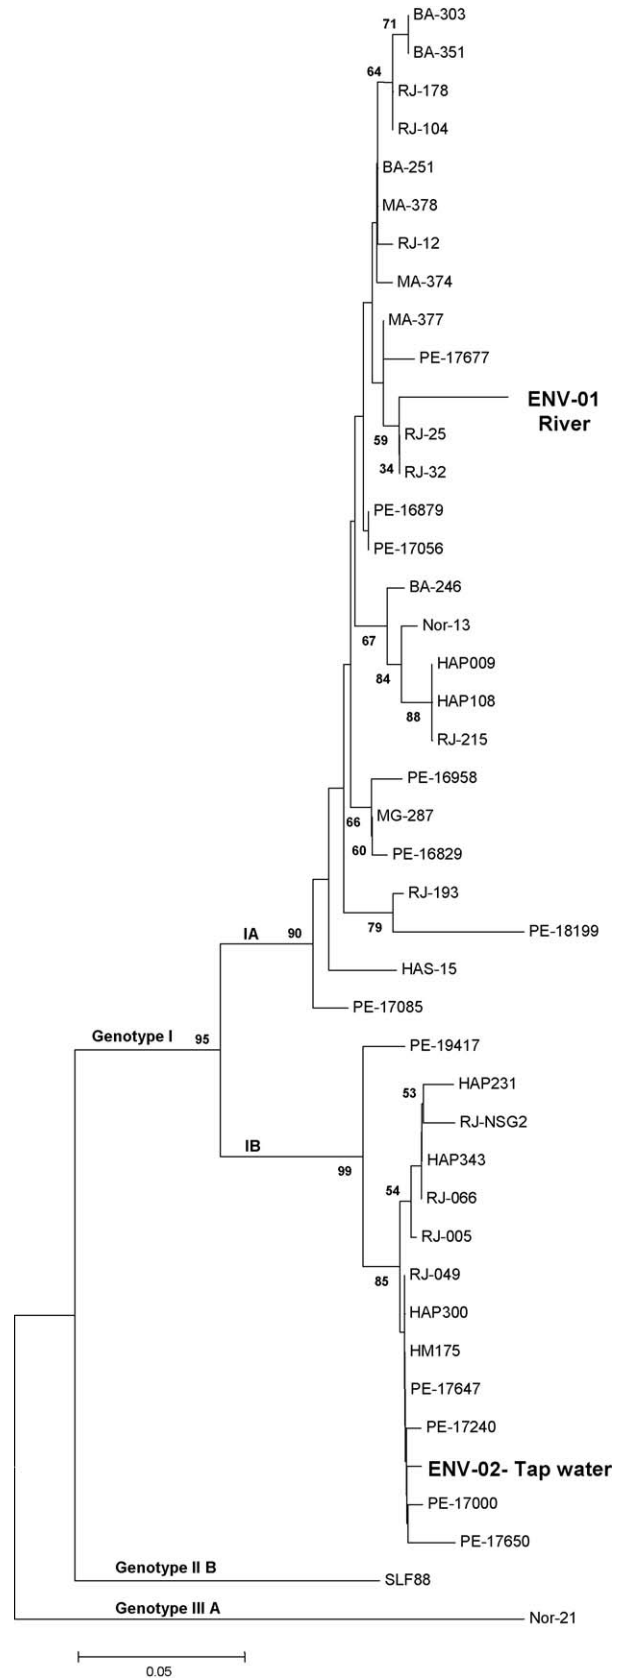 71
BA-303
BA-351
64
RJ-178
RJ-104
BA-251
MA-378
RJ-12
MA-374
MA-377
PE-17677
ENV-01
River
59
RJ-25
34
RJ-32
PE-16879
PE-17056
BA-246
Nor-13
67
HAP009
84
HAP108
88
RJ-215
PE-16958
MG-287
66
60
PE-16829
RJ-193
79
PE-18199
IA
90
HAS-15
PE-17085
Genotype I
95
PE-19417
HAP231
53
RJ-NSG2
IB
HAP343
99
54
RJ-066
RJ-005
RJ-049
85
HAP300
HM175
PE-17647
PE-17240
ENV-02- Tap water
PE-17000
PE-17650
Genotype II B
SLF88
Genotype III A
Nor-21
0.05